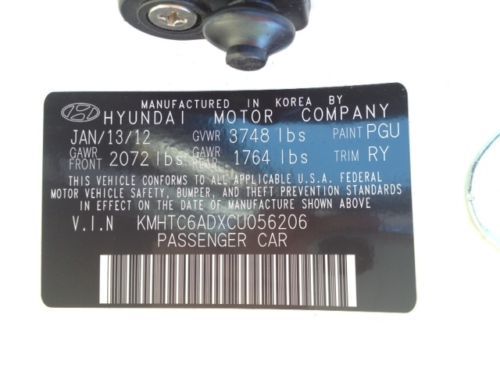 MANUFACTURED IN KOREA BY
HYUNDAI MOTOR COMPANY
JAN/13/12 GVWR 3748 lbs PAINT PGU
GAWR FRONT 2072 lbs GAWR REAR 1764 lbs TRIM RY
THIS VEHICLE CONFORMS TO ALL APPLICABLE U.S.A. FEDERAL
MOTOR VEHICLE SAFETY, BUMPER, AND THEFT PREVENTION STANDARDS
IN EFFECT ON THE DATE OF MANUFACTURE SHOWN ABOVE
V.I.N KMHTC6ADXCU056206
PASSENGER CAR